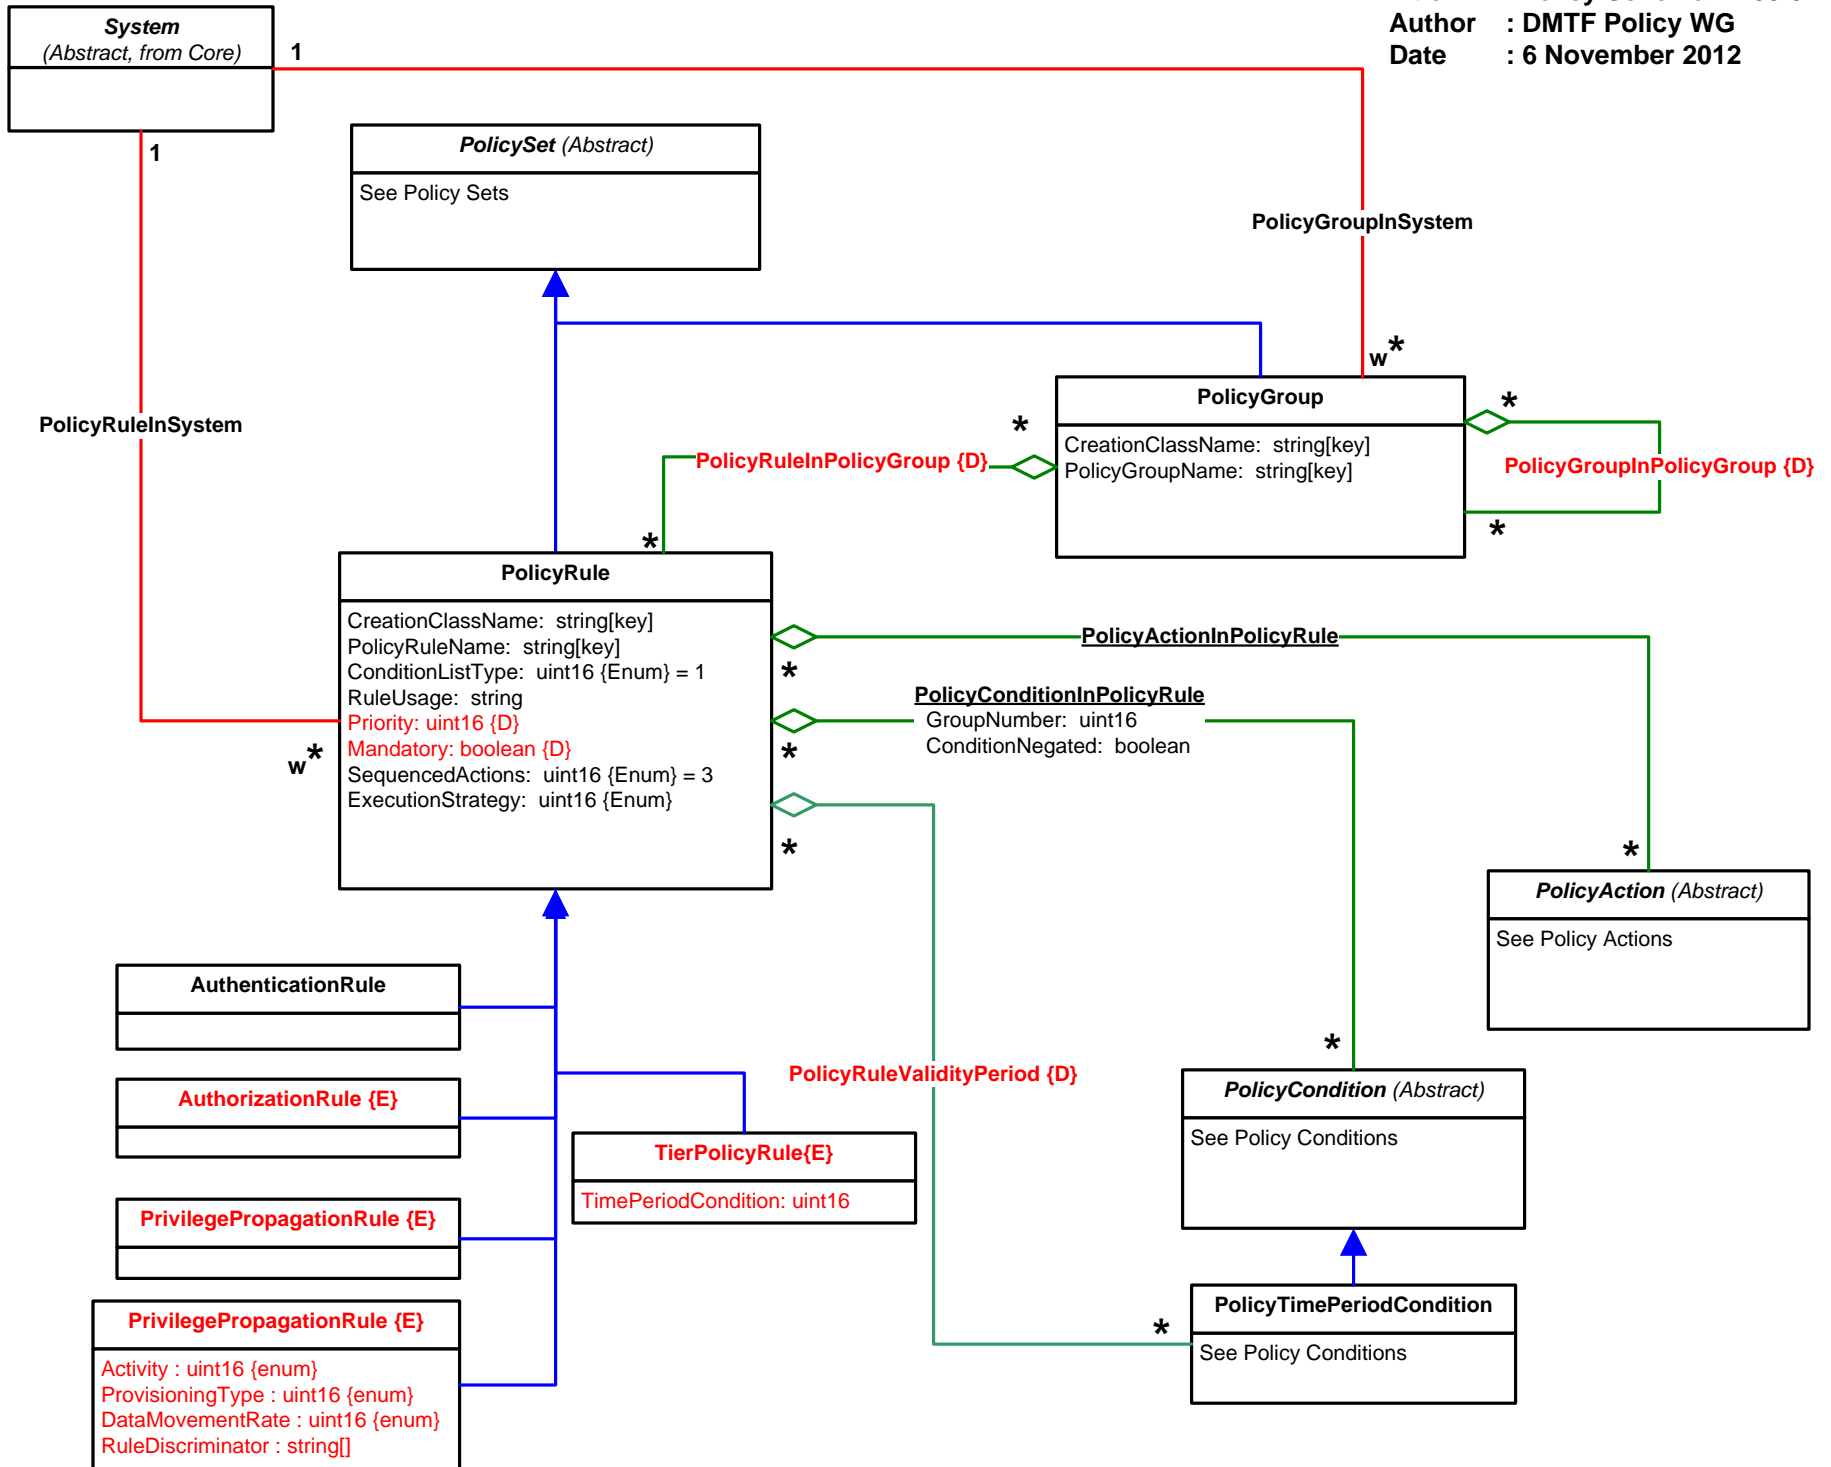 Author : DMTF Policy WG
Date : 6 November 2012
System
(Abstract, from Core)
1
1
PolicySet (Abstract)
See Policy Sets
PolicyGroupInSystem
w*
PolicyRuleInSystem
PolicyGroup
CreationClassName: string[key]
PolicyGroupName: string[key]
*
*
PolicyGroupInPolicyGroup {D}
*
PolicyRuleInPolicyGroup {D}
*
PolicyRule
CreationClassName: string[key]
PolicyRuleName: string[key]
ConditionListType: uint16 {Enum} = 1
RuleUsage: string
Priority: uint16 {D}
Mandatory: boolean {D}
SequencedActions: uint16 {Enum} = 3
ExecutionStrategy: uint16 {Enum}
w*
PolicyActionInPolicyRule
*
PolicyConditionInPolicyRule
GroupNumber: uint16
ConditionNegated: boolean
*
*
*
PolicyAction (Abstract)
See Policy Actions
AuthenticationRule
AuthorizationRule {E}
PrivilegePropagationRule {E}
PrivilegePropagationRule {E}
Activity : uint16 {enum}
ProvisioningType : uint16 {enum}
DataMovementRate : uint16 {enum}
RuleDiscriminator : string[]
TierPolicyRule{E}
TimePeriodCondition: uint16
PolicyRuleValidityPeriod {D}
*
PolicyCondition (Abstract)
See Policy Conditions
*
PolicyTimePeriodCondition
See Policy Conditions